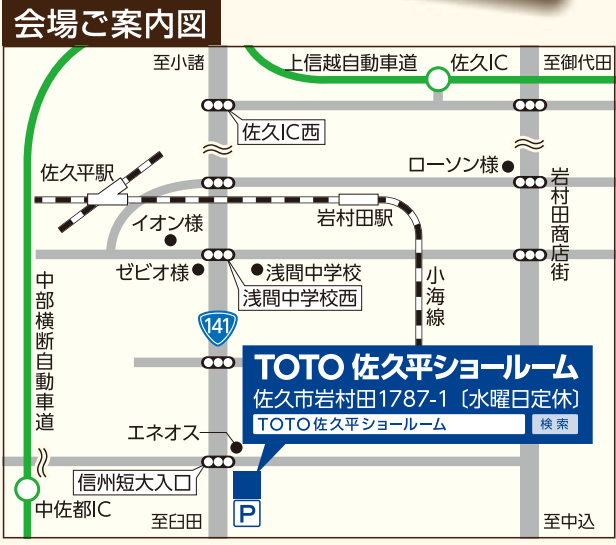 会場ご案内図
至小諸
上信越自動車道
佐久IC
至御代田
佐久IC西
佐久平駅
ローソン様
岩村田商店街
イオン様
岩村田駅
ゼビオ様
浅間中学校
浅間中学校西
小海線
中部横断自動車道
141
TOTO 佐久平ショールーム
佐久市岩村田1787-1〔水曜日定休〕
TOTO佐久平ショールーム 検索
エネオス
信州短大入口
中佐都IC
至臼田
P
至中込